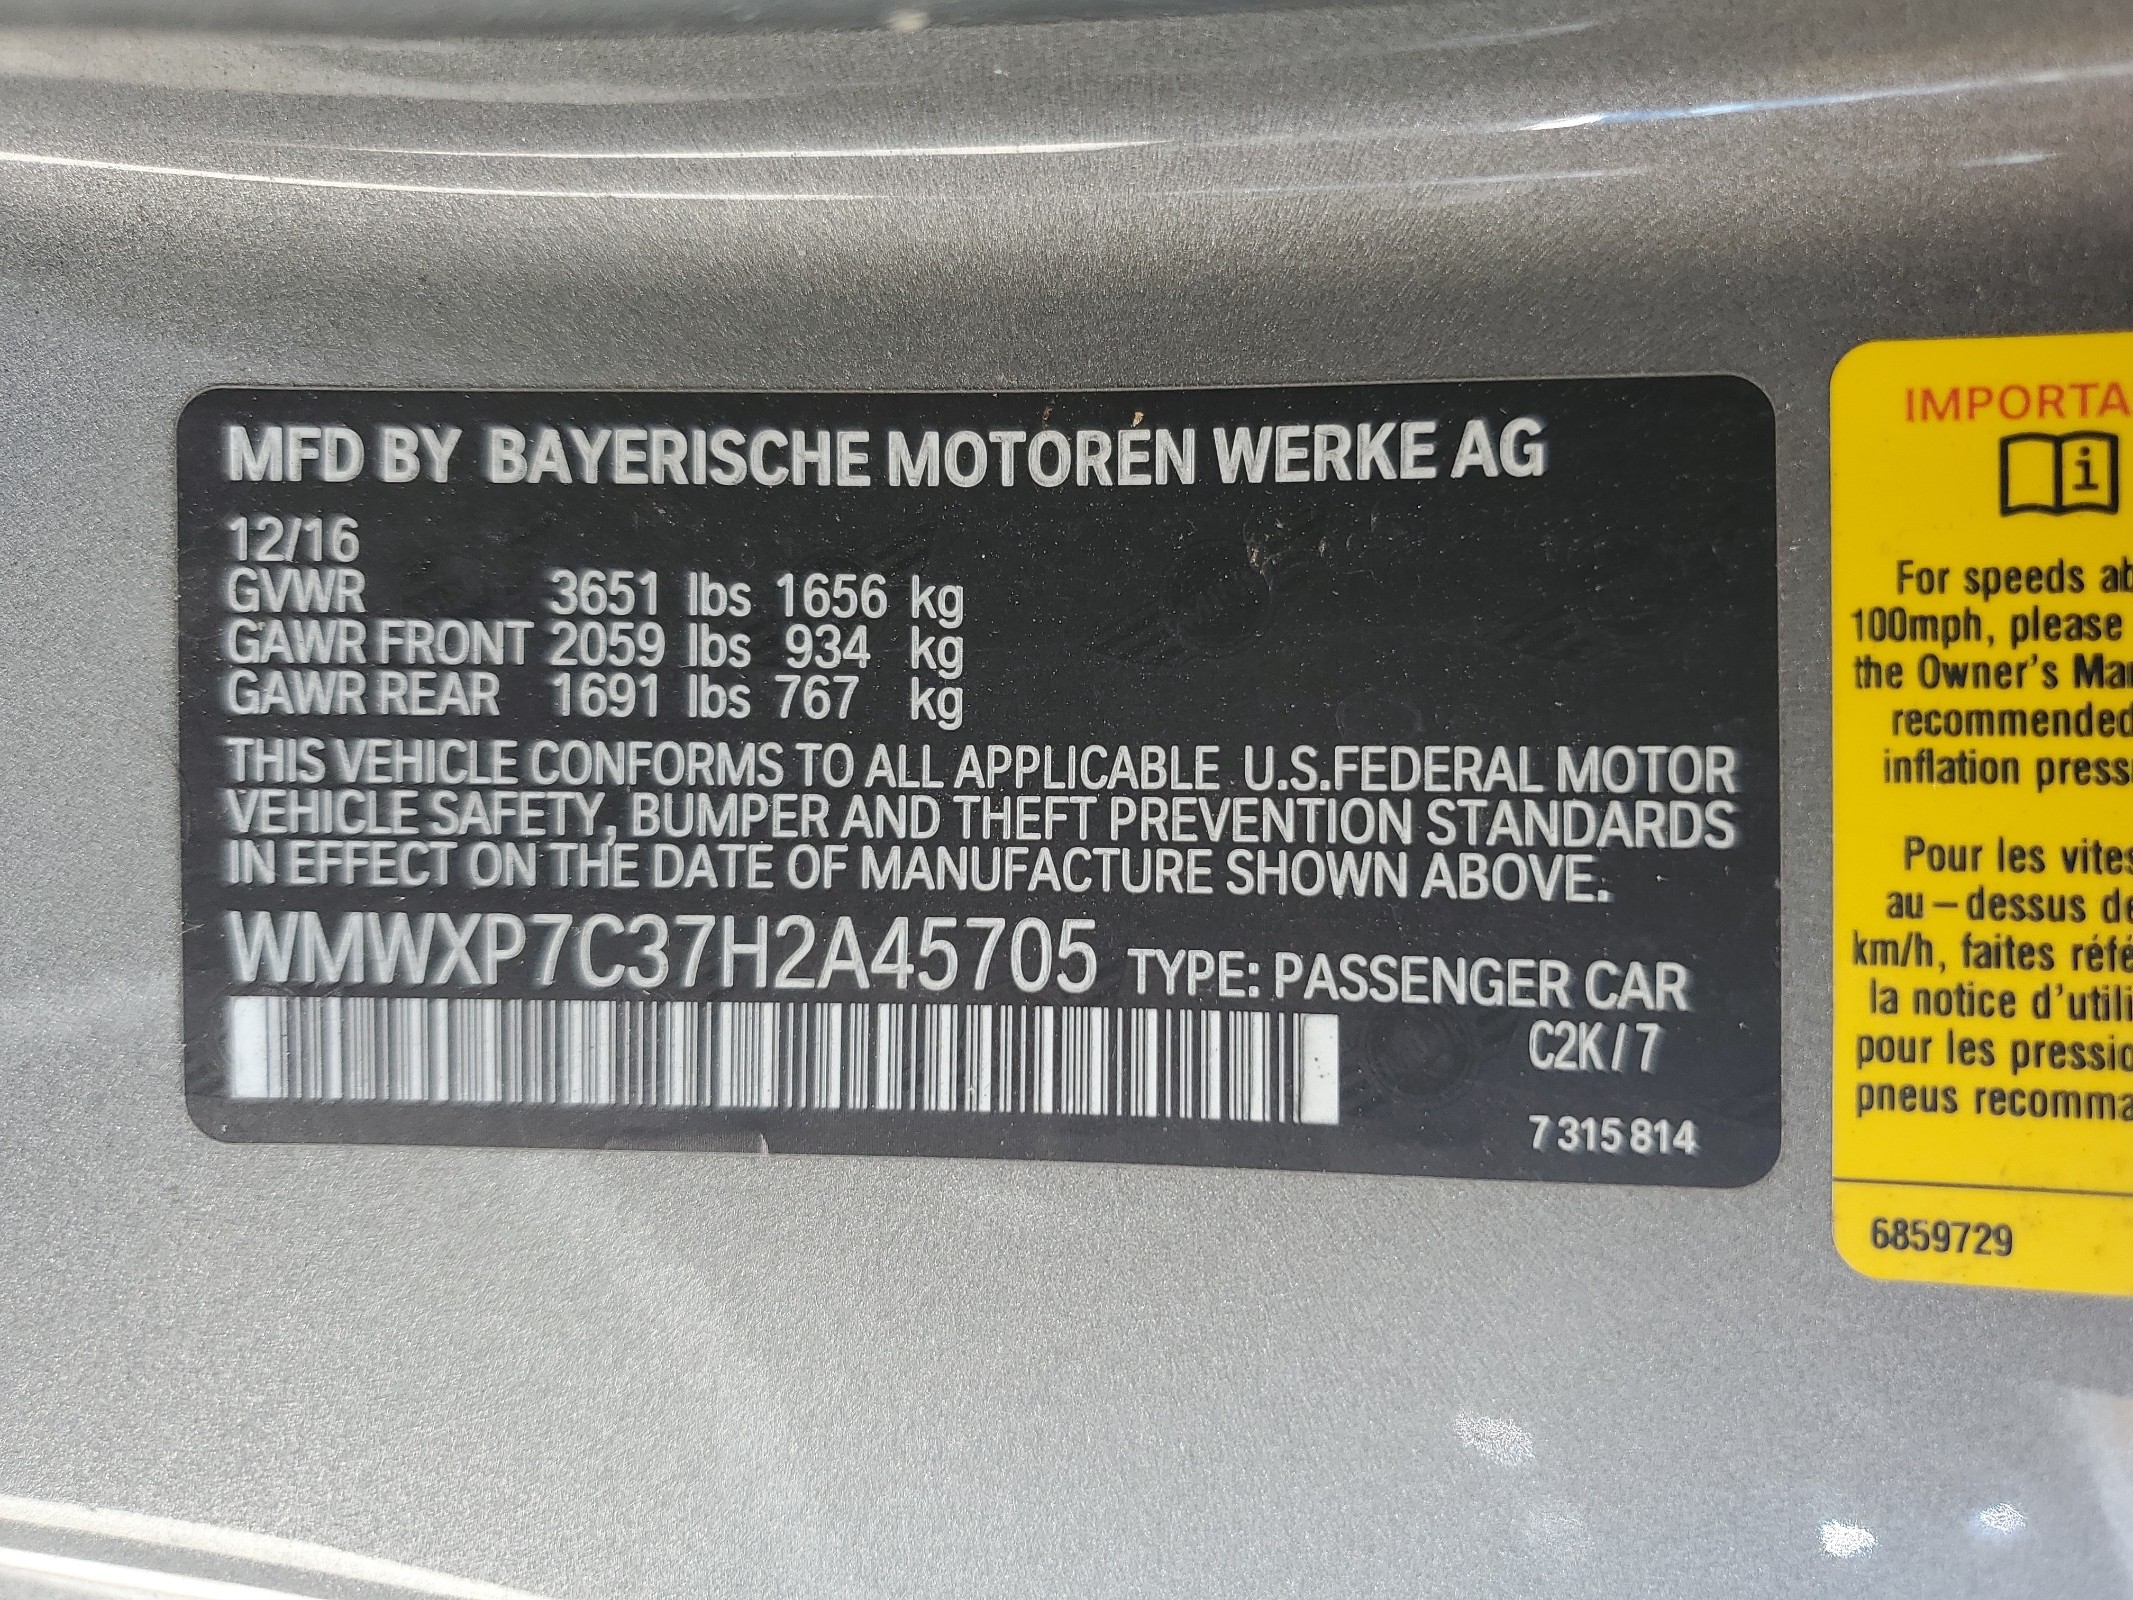 MFD BY BAYERISCHE MOTOREN WERKE AG
12/16
GVWR 3651 lbs 1656 kg
GAWR FRONT 2059 lbs 934 kg
GAWR REAR 1691 lbs 767 kg
THIS VEHICLE CONFORMS TO ALL APPLICABLE U.S.FEDERAL MOTOR
VEHICLE SAFETY, BUMPER AND THEFT PREVENTION STANDARDS
IN EFFECT ON THE DATE OF MANUFACTURE SHOWN ABOVE.
WMWXP7C37H2A45705 TYPE: PASSENGER CAR
C2K/7
7 315 814
IMPORTA
i
For speeds ab
100mph, please
the Owner's Ma
recommended
inflation press
Pour les vites
au–dessus de
km/h, faites réfé
la notice d'utili
pour les pressio
pneus recomma
6859729